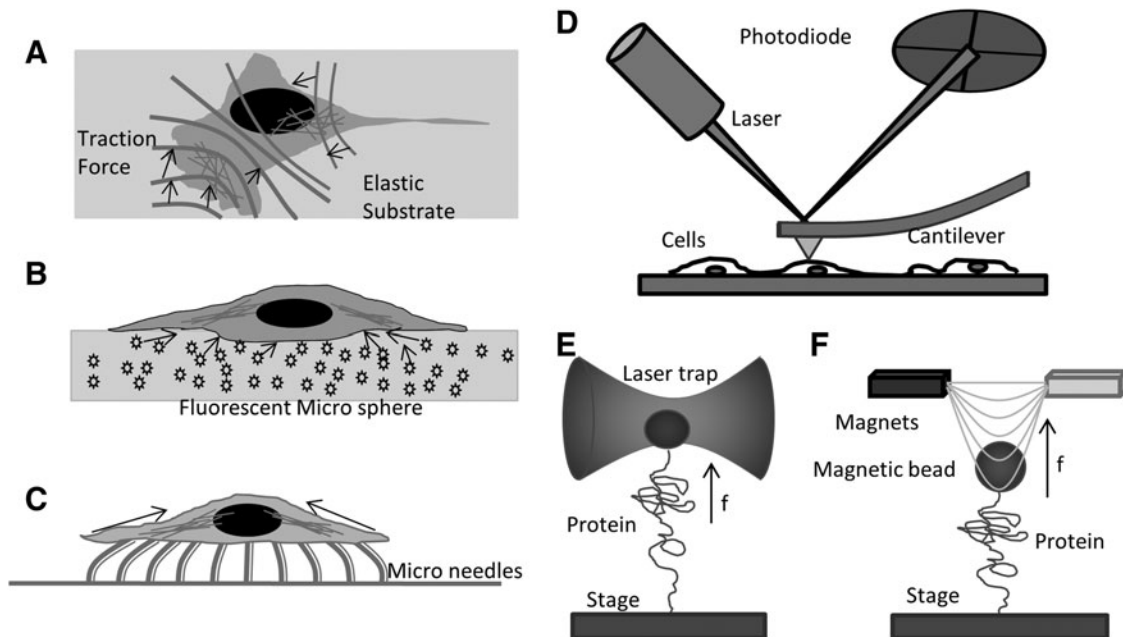 A
Traction
Force
Elastic
Substrate
B
Fluorescent Micro sphere
C
Micro needles
D
Photodiode
Laser
Cells
Cantilever
E
Laser trap
f
Protein
Stage
F
Magnets
Magnetic bead
f
Protein
Stage